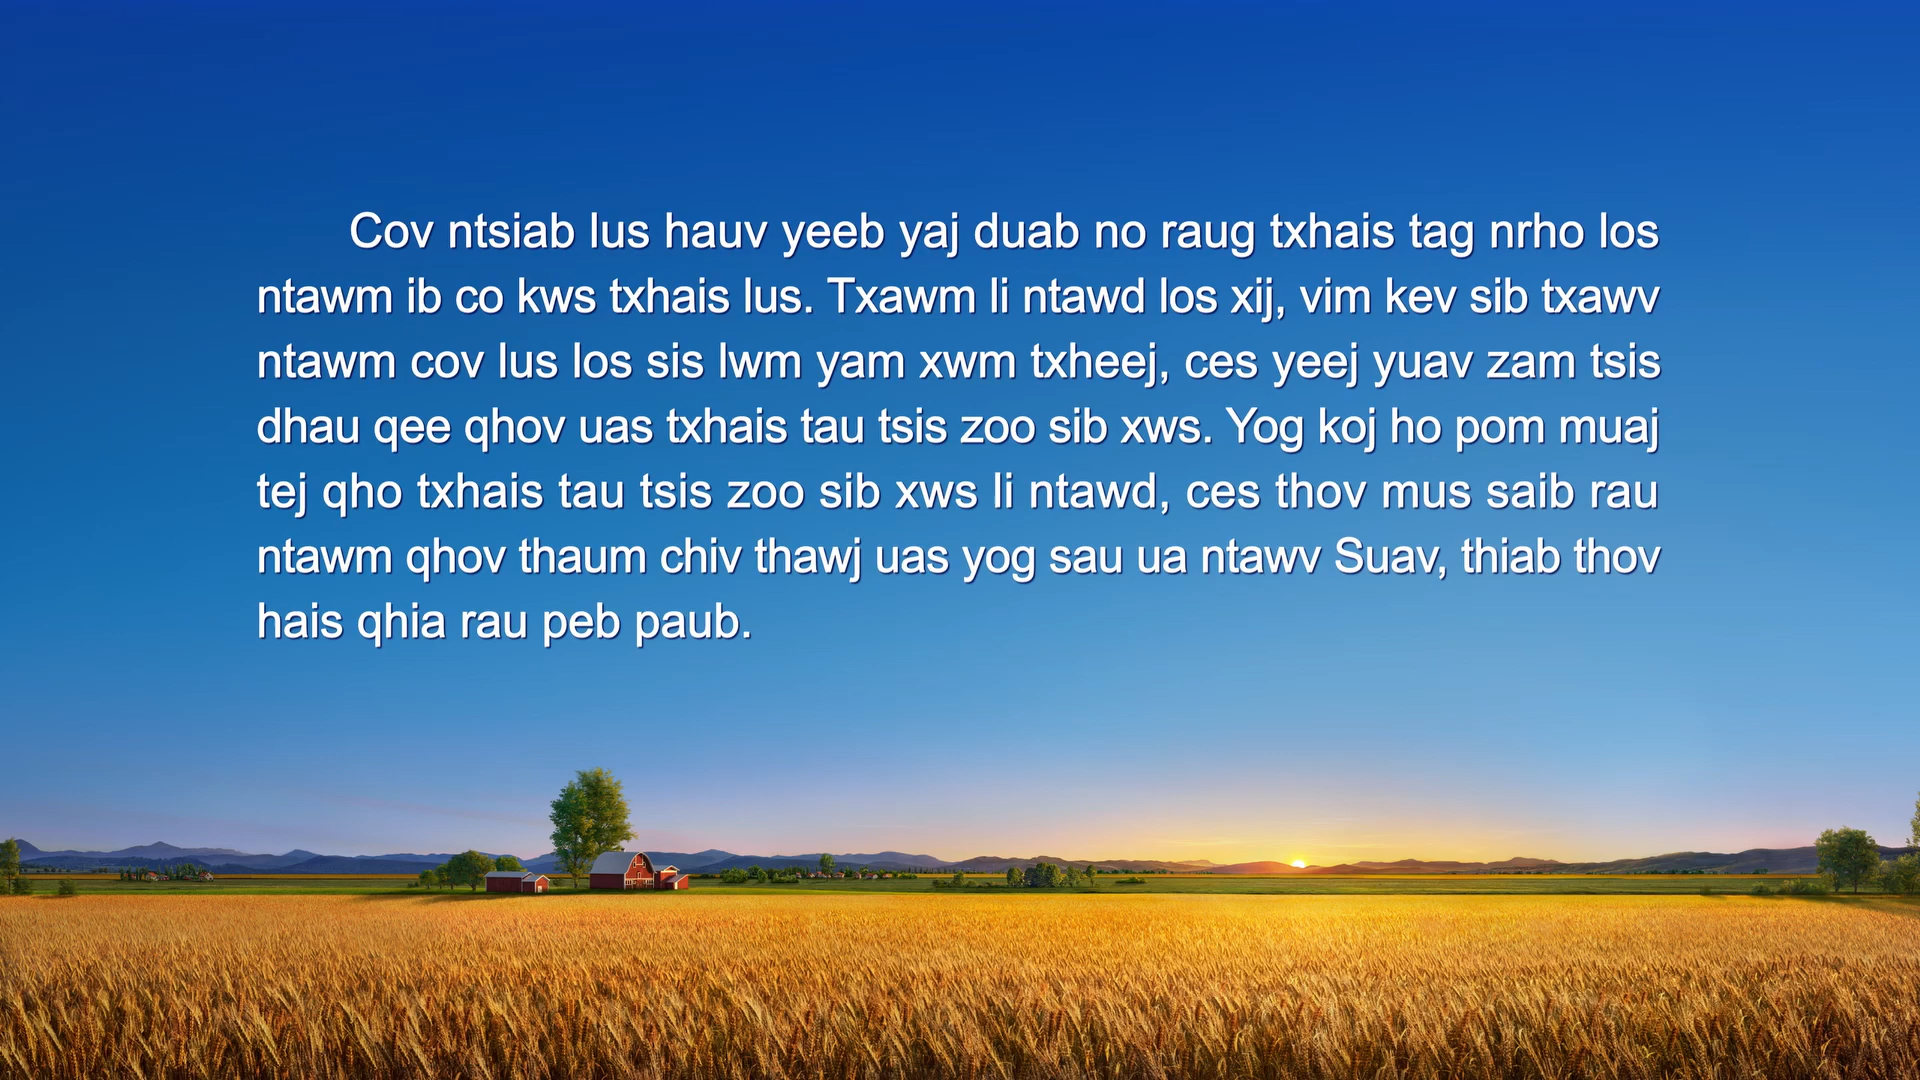 Cov ntsiab lus hauv yeeb yaj duab no raug txhais tag nrho los
ntawm ib co kws txhais lus. Txawm li ntawd los xij, vim kev sib txawv
ntawm cov lus los sis lwm yam xwm txheej, ces yeej yuav zam tsis
dhau qee qhov uas txhais tau tsis zoo sib xws. Yog koj ho pom muaj
tej qho txhais tau tsis zoo sib xws li ntawd, ces thov mus saib rau
ntawm qhov thaum chiv thawj uas yog sau ua ntawv Suav, thiab thov
hais qhia rau peb paub.